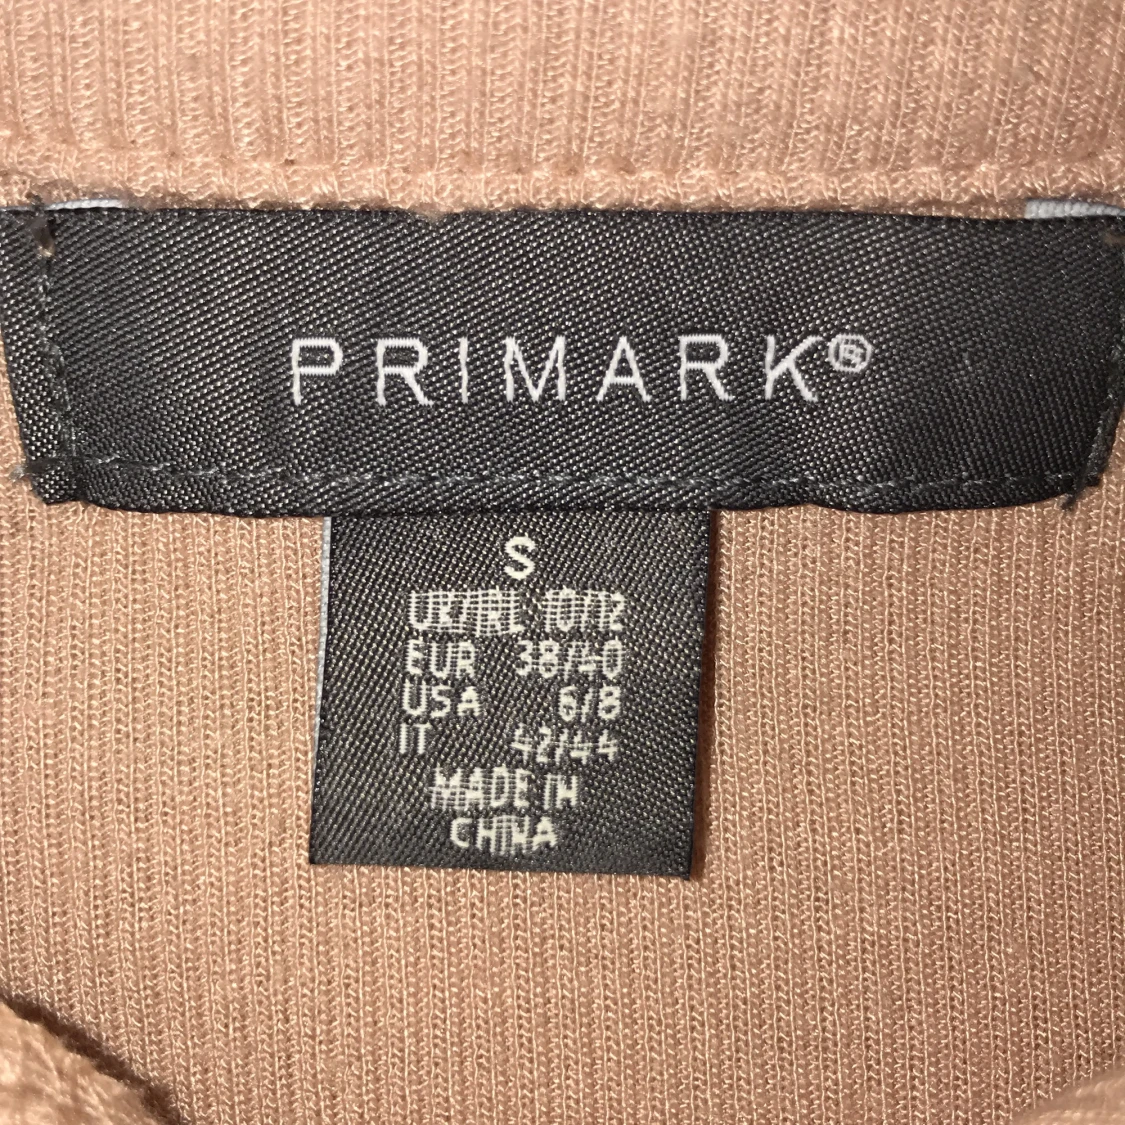 PRIMARK®
S
UK/IRL 10/12
EUR 38/40
USA 6/8
IT 42/44
MADE IN
CHINA